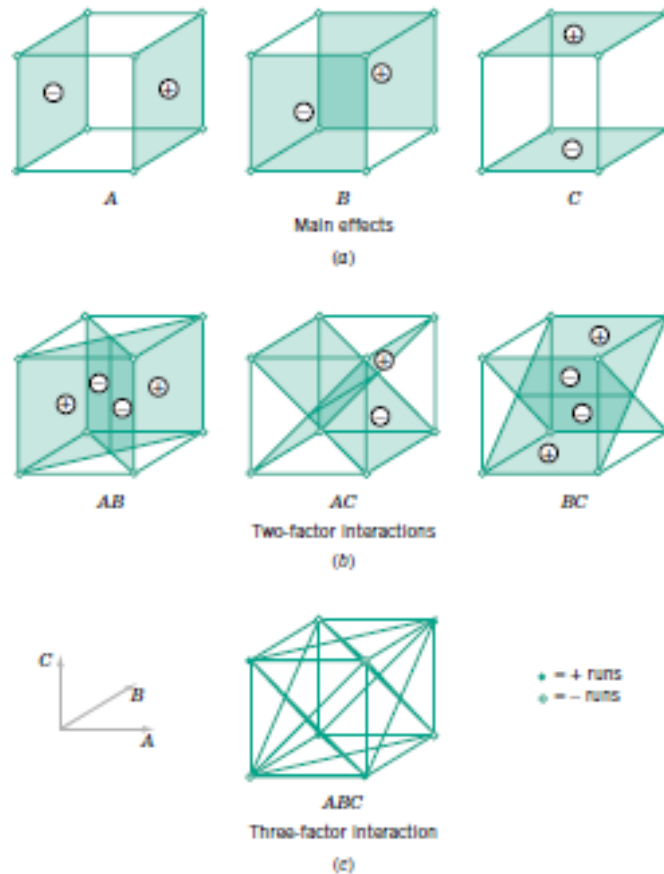 − + − + + −
A B C
Main effects
(a)
+ − − + + − + − − +
AB AC BC
Two-factor Interactions
(b)
C
B
A
= + runs
= − runs
ABC
Three-factor Interaction
(c)